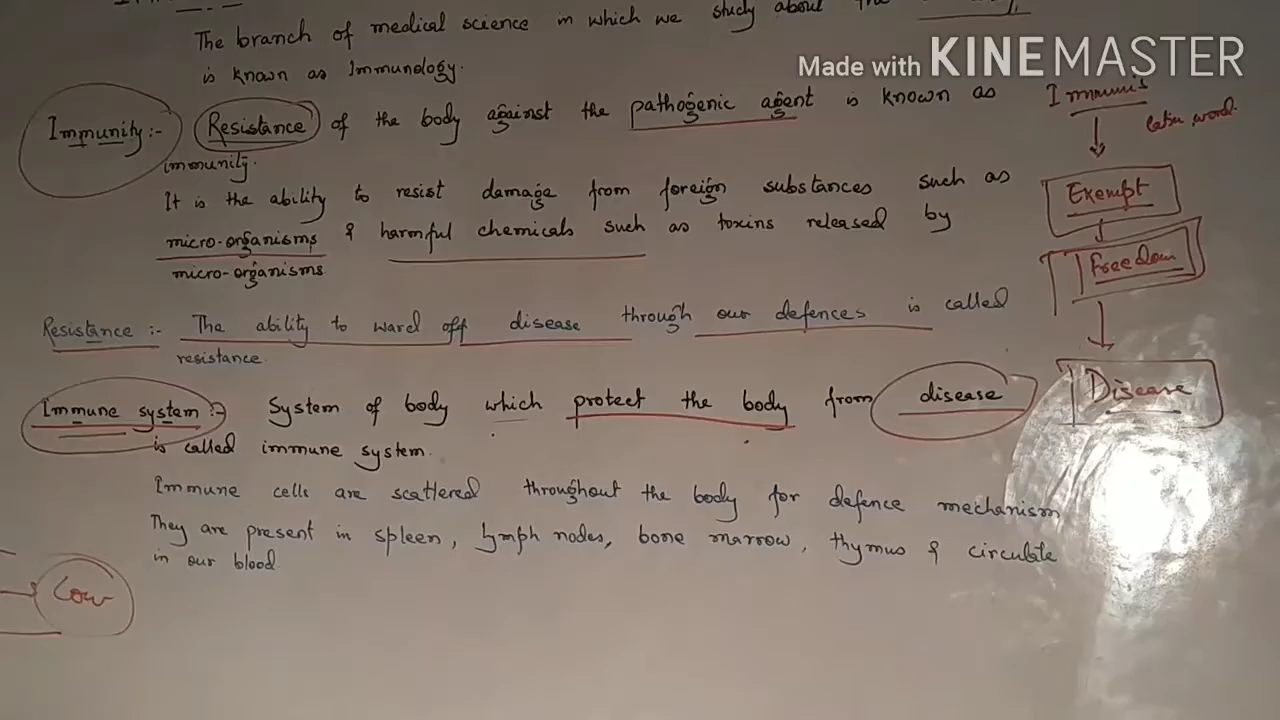 The branch of medical science in which we study about the
is known as Immunology.
Made with KINEMASTER
Immunity :- Resistance of the body against the pathogenic agent is known as
immunity.
It is the ability to resist damage from foreign substances such as
micro-organisms & harmful chemicals such as toxins released by
micro-organisms
Resistance :- The ability to ward off disease through our defences is called
resistance.
Immune system :- System of body which protect the body from disease
is called immune system.
Immune cells are scattered throughout the body for defence mechanism
They are present in spleen, lymph nodes, bone marrow, thymus & circulate
in our blood.
Cow
Immunis
word
Exempt
Freedom
Disease